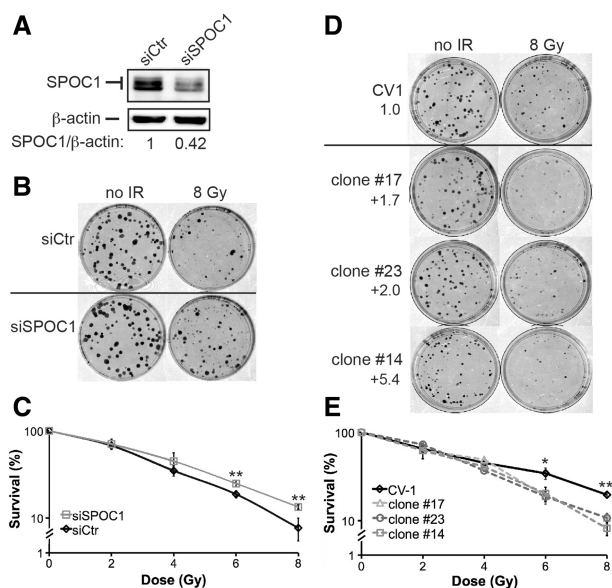 A
siCtr siSPOC1
SPOC1
β-actin
SPOC1/β-actin: 1 0.42
B
no IR 8 Gy
siCtr
siSPOC1
C
Survival (%)
100
10
1
** **
siSPOC1
siCtr
0 2 4 6 8
Dose (Gy)
D
no IR 8 Gy
CV1
1.0
clone #17
+1.7
clone #23
+2.0
clone #14
+5.4
E
Survival (%)
100
10
1
* **
CV-1
clone #17
clone #23
clone #14
0 2 4 6 8
Dose (Gy)